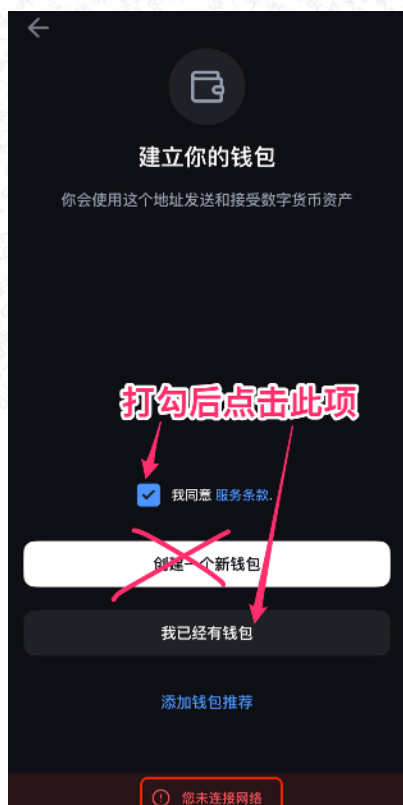 建立你的钱包
你会使用这个地址发送和接受数字货币资产
打勾后点击此项
我同意 服务条款.
创建一个新钱包
我已经有钱包
添加钱包推荐
您未连接网络